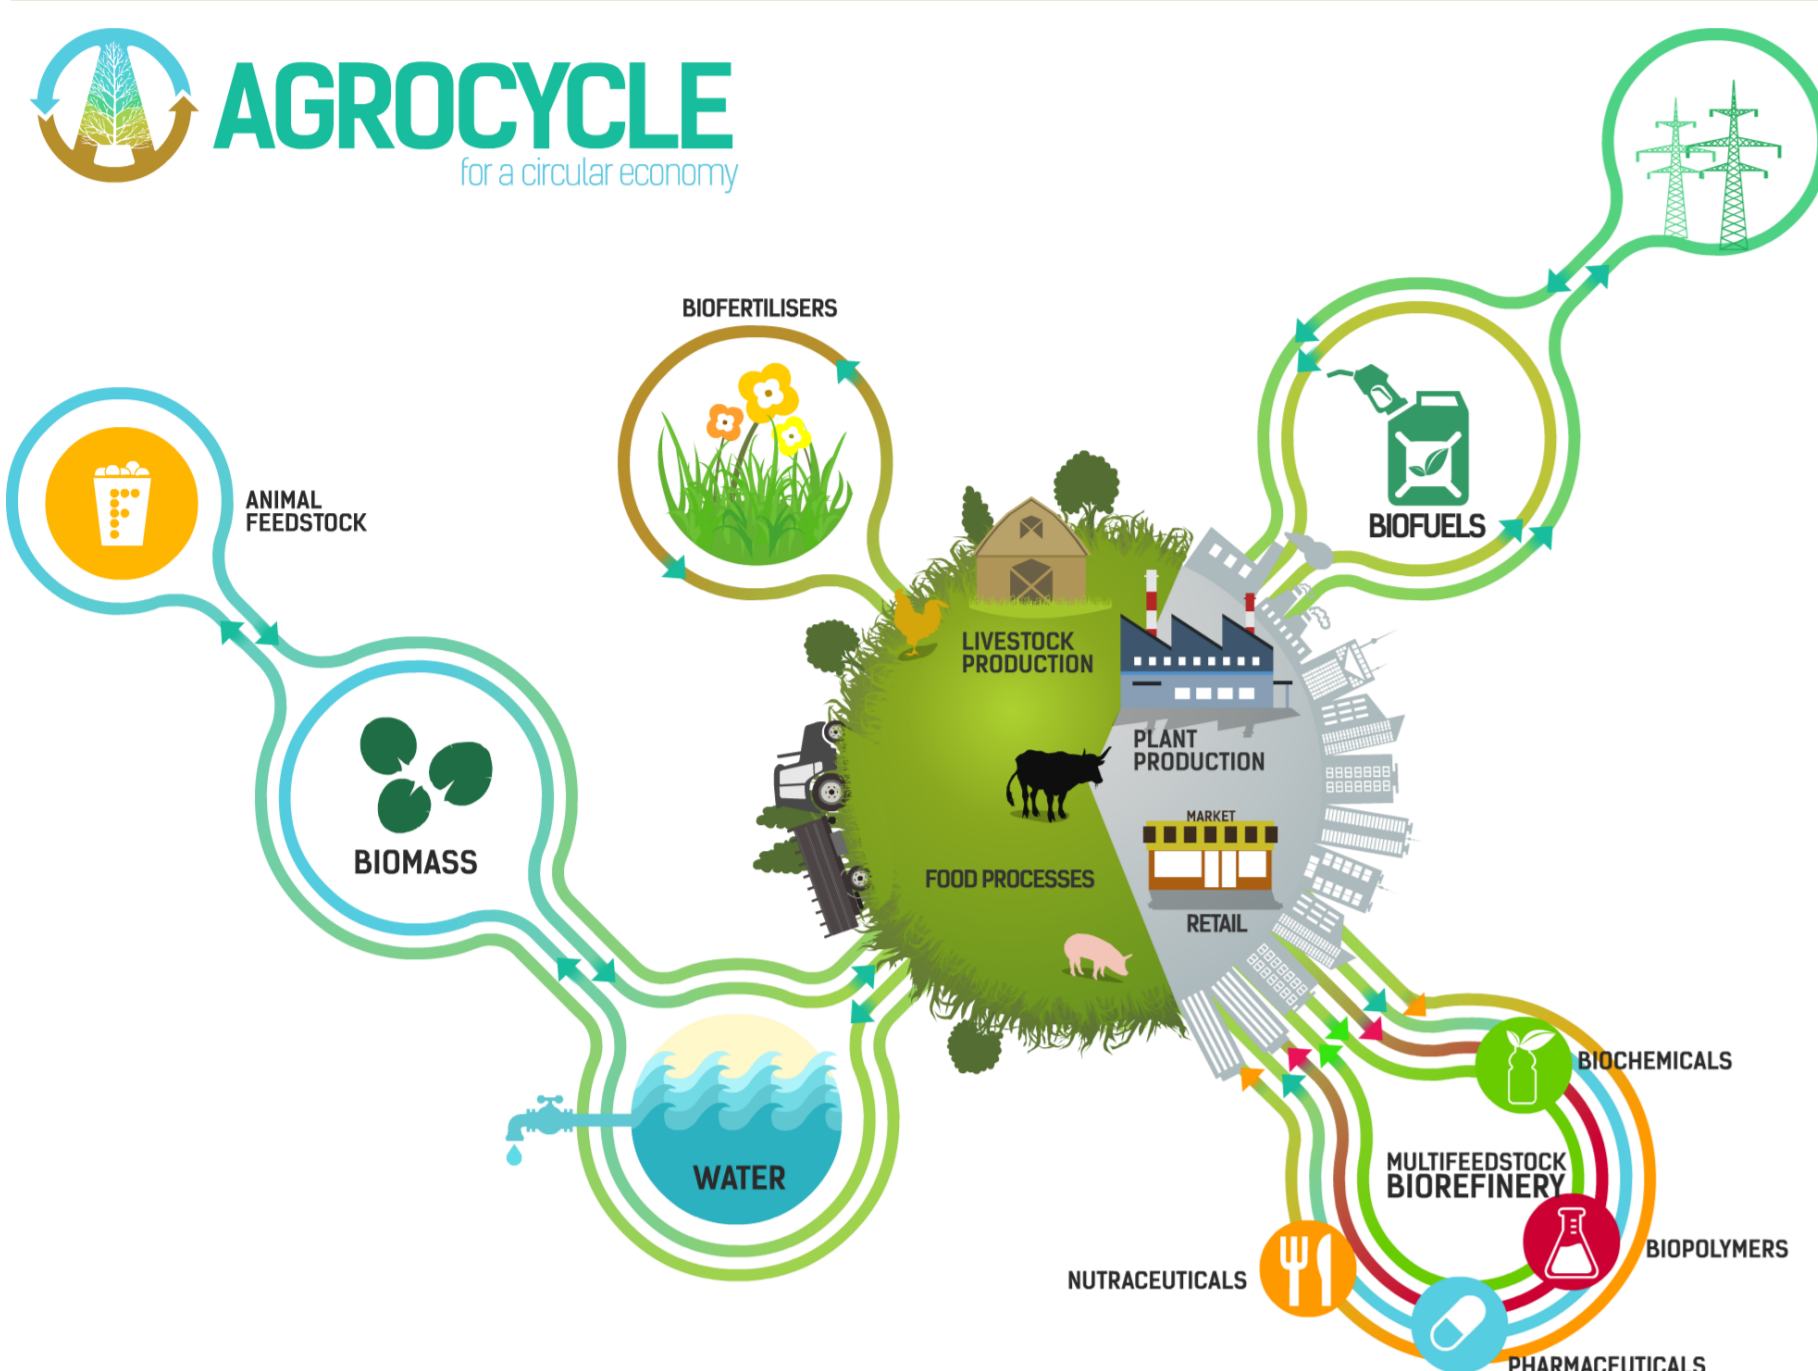 AGROCYCLE
for a circular economy
BIOFERTILISERS
ANIMAL
FEEDSTOCK
BIOFUELS
LIVESTOCK
PRODUCTION
PLANT
PRODUCTION
BIOMASS
MARKET
FOOD PROCESSES
RETAIL
WATER
BIOCHEMICALS
MULTIFEEDSTOCK
BIOREFINERY
BIOPOLYMERS
NUTRACEUTICALS
PHARMACEUTICALS